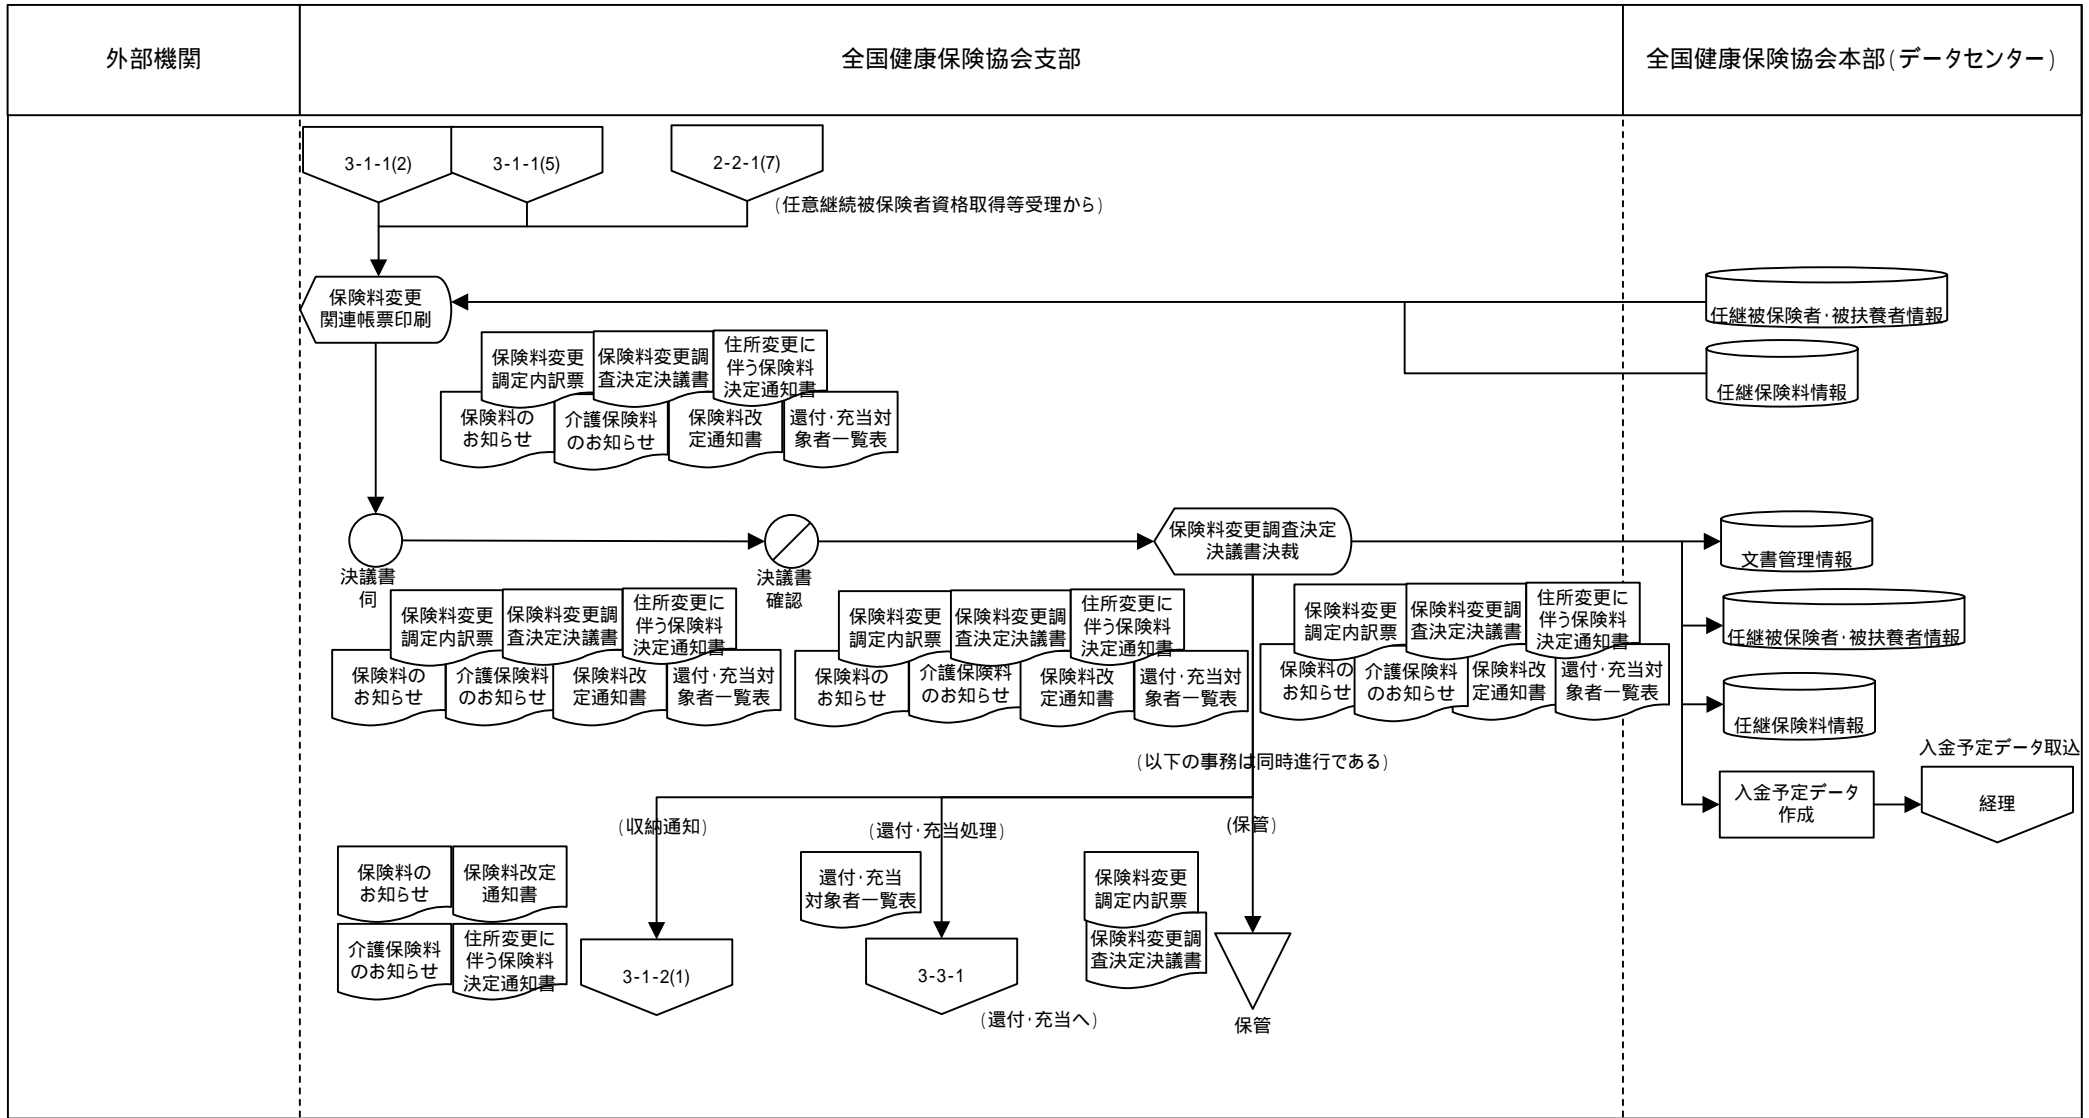 外部機関
全国健康保険協会支部
全国健康保険協会本部(データセンター)
3-1-1(2)
3-1-1(5)
2-2-1(7)
(任意継続被保険者資格取得等受理から)
保険料変更
関連帳票印刷
任継被保険者・被扶養者情報
任継保険料情報
保険料変更
調定内訳票
保険料変更調
査決定決議書
住所変更に
伴う保険料
決定通知書
保険料の
お知らせ
介護保険料
のお知らせ
保険料改
定通知書
還付・充当対
象者一覧表
決議書
伺
決議書
確認
保険料変更調査決定
決議書決裁
文書管理情報
任継被保険者・被扶養者情報
任継保険料情報
保険料変更
調定内訳票
保険料変更調
査決定決議書
住所変更に
伴う保険料
決定通知書
保険料の
お知らせ
介護保険料
のお知らせ
保険料改
定通知書
還付・充当対
象者一覧表
保険料変更
調定内訳票
保険料変更調
査決定決議書
住所変更に
伴う保険料
決定通知書
保険料の
お知らせ
介護保険料
のお知らせ
保険料改
定通知書
還付・充当対
象者一覧表
保険料変更
調定内訳票
保険料変更調
査決定決議書
住所変更に
伴う保険料
決定通知書
保険料の
お知らせ
介護保険料
のお知らせ
保険料改
定通知書
還付・充当対
象者一覧表
(以下の事務は同時進行である)
入金予定データ取込
入金予定データ
作成
経理
(収納通知)
(還付・充当処理)
(保管)
保険料の
お知らせ
保険料改定
通知書
介護保険料
のお知らせ
住所変更に
伴う保険料
決定通知書
3-1-2(1)
還付・充当
対象者一覧表
3-3-1
(還付・充当へ)
保険料変更
調定内訳票
保険料変更調
査決定決議書
保管